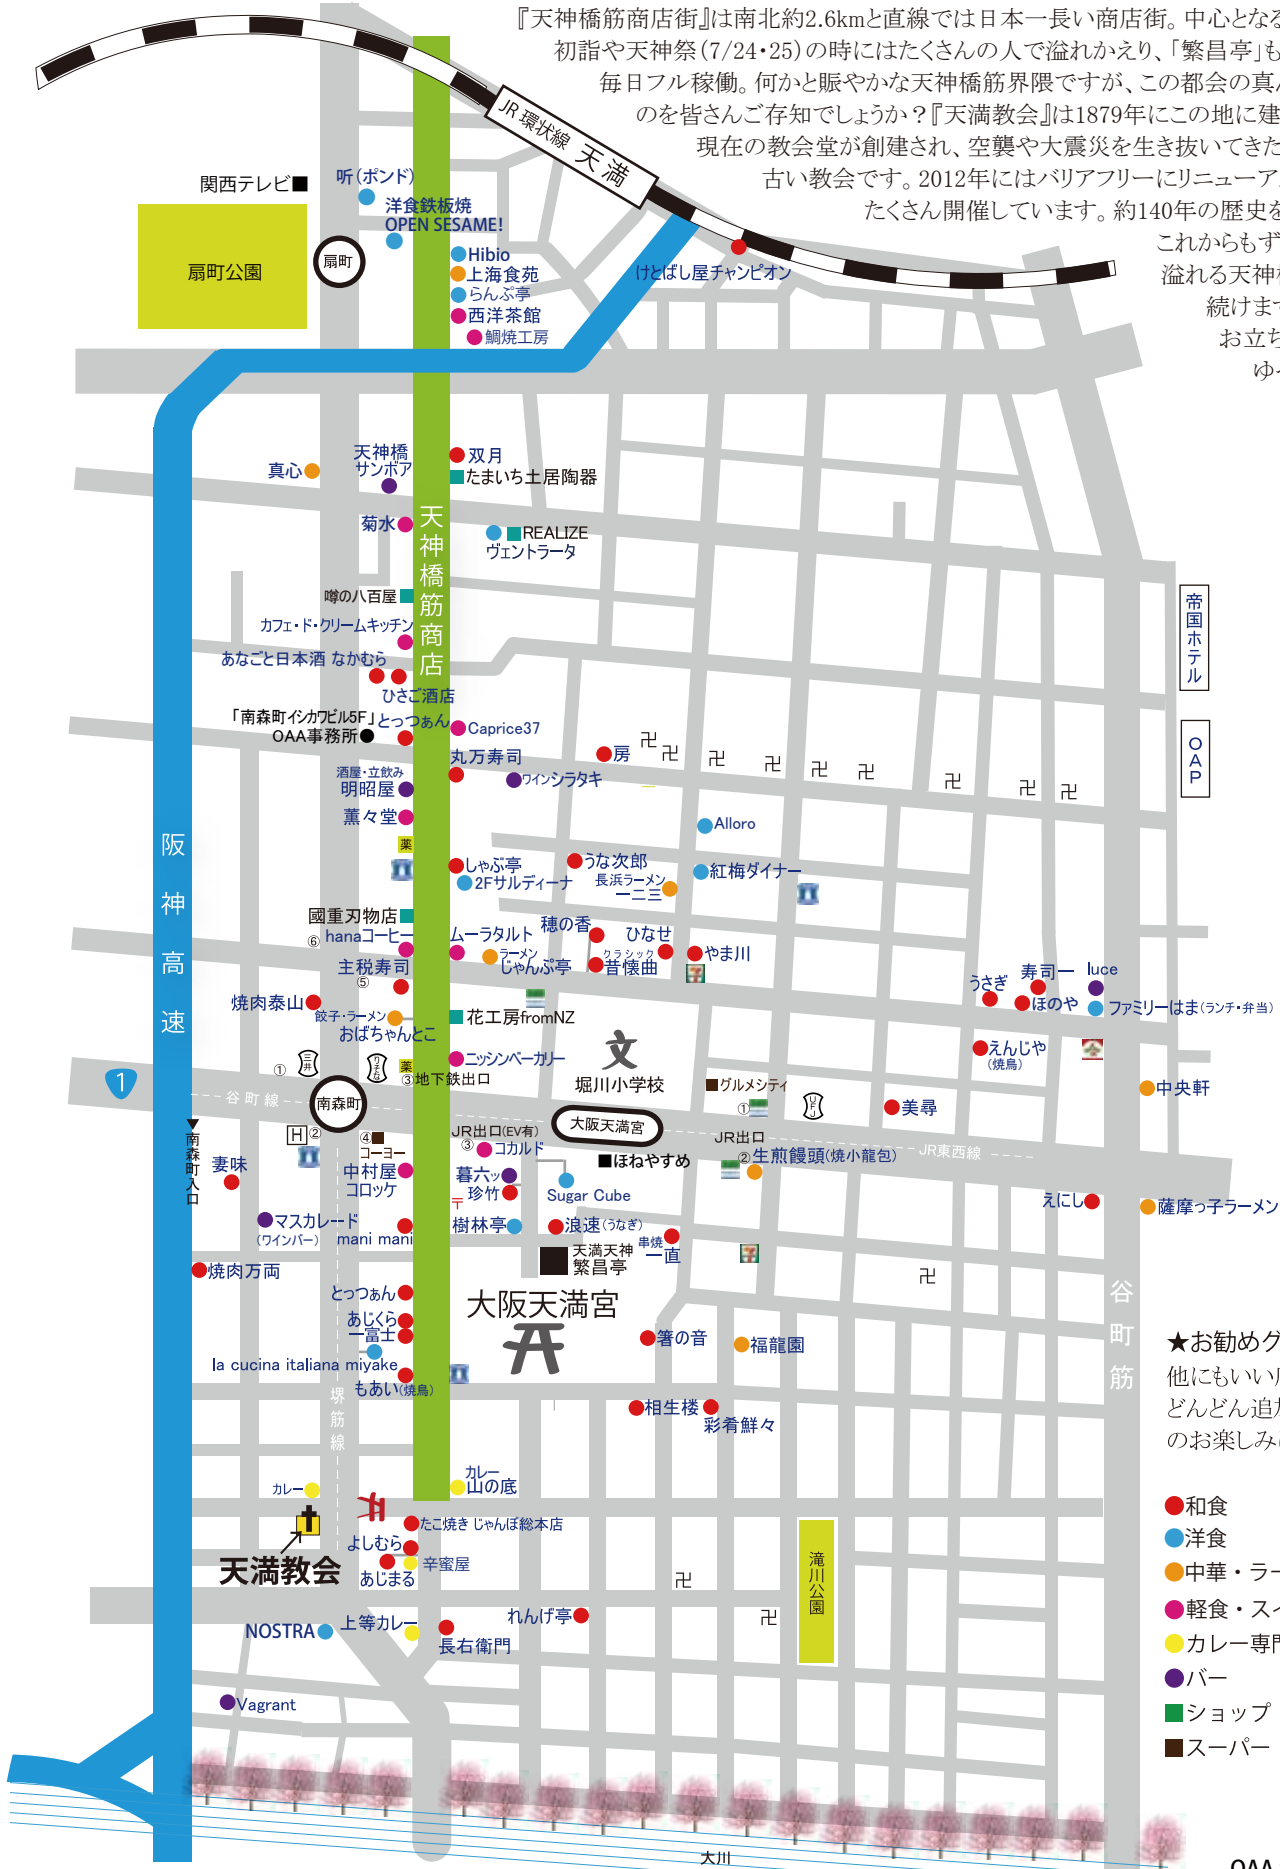 『天神橋筋商店街』は南北約2.6kmと直線では日本一長い商店街。中心となる
初詣や天神祭(7/24・25)の時にはたくさんの人で溢れかえり、「繁昌亭」も
毎日フル稼働。何かと賑やかな天神橋筋界隈ですが、この都会の真ん
のを皆さんご存知でしょうか？『天満教会』は1879年にこの地に建
現在の教会堂が創建され、空襲や大震災を生き抜いてきた
古い教会です。2012年にはバリアフリーにリニューア
たくさん開催しています。約140年の歴史を
これからもず
溢れる天神橋
続けます
お立ち
ゆ
JR環状線 天満
関西テレビ■
听(ポンド)
洋食鉄板焼
OPEN SESAME!
扇町公園
扇町
Hibio
上海食苑
らんぷ亭
西洋茶館
鯛焼工房
けとばし屋チャンピオン
天神橋
サンボア
真心
双月
たまいち土居陶器
菊水
REALIZE
ヴェントラータ
天神橋筋商店
噂の八百屋
カフェ・ド・クリームキッチン
あなごと日本酒 なかむら
ひさご酒店
帝国ホテル
OAP
「南森町イシカワビル5F」
OAA事務所
とっつぁん
Caprice37
丸万寿司
房
ワインシラタキ
酒屋・立飲み
明昭屋
薫々堂
薬
Alloro
しゃぶ亭
2Fサルディーナ
うな次郎
長浜ラーメン
一二三
紅梅ダイナー
阪神高速
國重刃物店
⑥ hanaコーヒー
ムーラタルト
ラーメン
じゃんぷ亭
穂の香
クラシック
昔懐曲
ひなせ
やま川
主税寿司
⑤
焼肉泰山
餃子・ラーメン
おばちゃんとこ
花工房fromNZ
うさぎ
寿司一
luce
ほのや
ファミリーはま(ランチ・弁当)
えんじや
(焼鳥)
中央軒
ニッシンベーカリー
薬
③地下鉄出口
文
堀川小学校
グルメシティ
①
三井
りそな
UFJ
美尋
1
谷町線
①
南森町
大阪天満宮
JR東西線
▼南森町入口
H②
④
コーヨー
JR出口(EV有)
③
コカルド
■ほねやすめ
JR出口
②生煎饅頭(焼小龍包)
妻味
中村屋
コロッケ
暮六ッ
珍竹
〒
Sugar Cube
えにし
薩摩っ子ラーメン
マスカレード
(ワインバー)
mani mani
樹林亭
浪速(うなぎ)
串焼
一直
天満天神
繁昌亭
焼肉万両
とっつぁん
大阪天満宮
あじくら
一富士
la cucina italiana miyake
もあい(焼鳥)
箸の音
福龍園
谷町筋
堺筋線
相生楼
彩肴鮮々
★お勧めグ
他にもいい
どんどん追
のお楽しみ
カレー
カレー
山の底
天満教会
たこ焼き じゃんぼ総本店
よしむら
あじまる
辛蜜屋
滝川公園
NOSTRA
上等カレー
長右衛門
れんげ亭
Vagrant
和食
洋食
中華・ラー
軽食・スイ
カレー専門
バー
ショップ
スーパー
大川
OAA